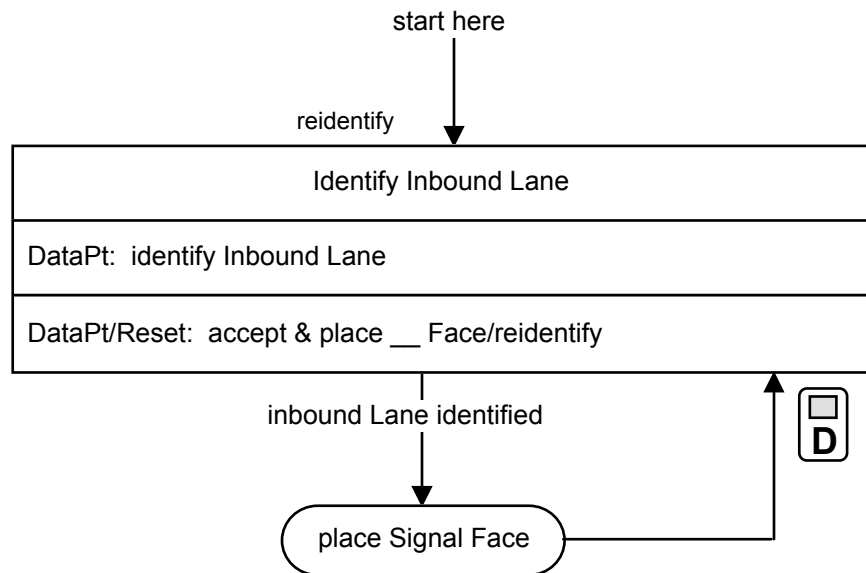 start here
reidentify
Identify Inbound Lane
DataPt:  identify Inbound Lane
DataPt/Reset:  accept & place __ Face/reidentify
inbound Lane identified
D
place Signal Face